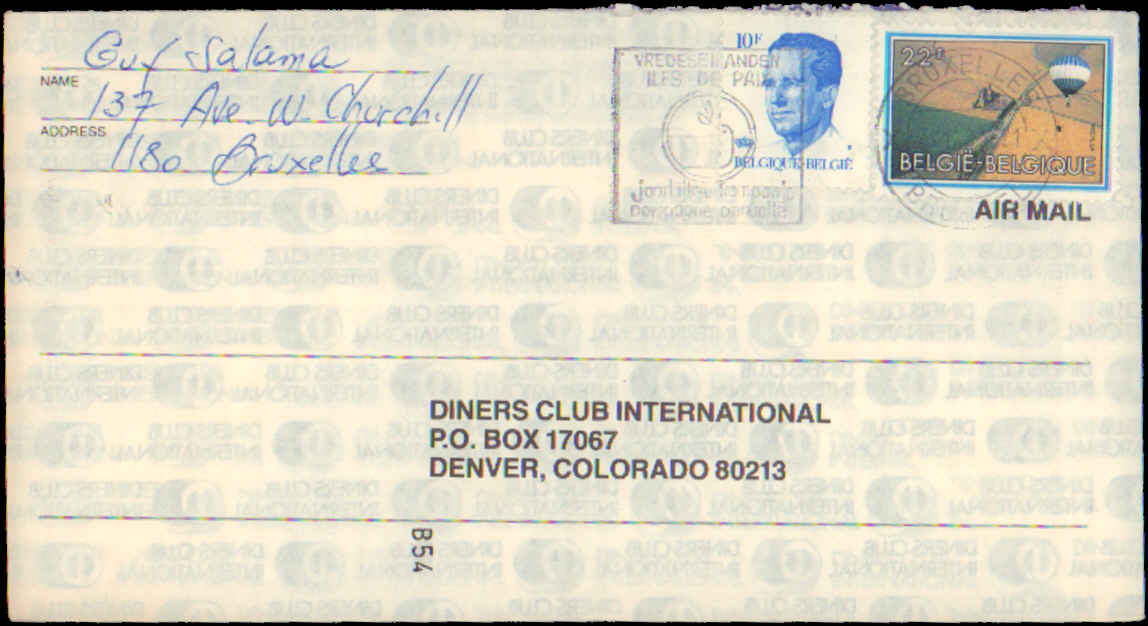 Guy Salama
NAME
137 Ave. W. Churchill
ADDRESS
1180 Bruxelles
10F
VREDESEILANDEN
ILES DE PAIX
BELGIQUE-BELGIË
22F
BRUXELLES
BELGIË-BELGIQUE
AIR MAIL
DINERS CLUB INTERNATIONAL
P.O. BOX 17067
DENVER, COLORADO 80213
B54